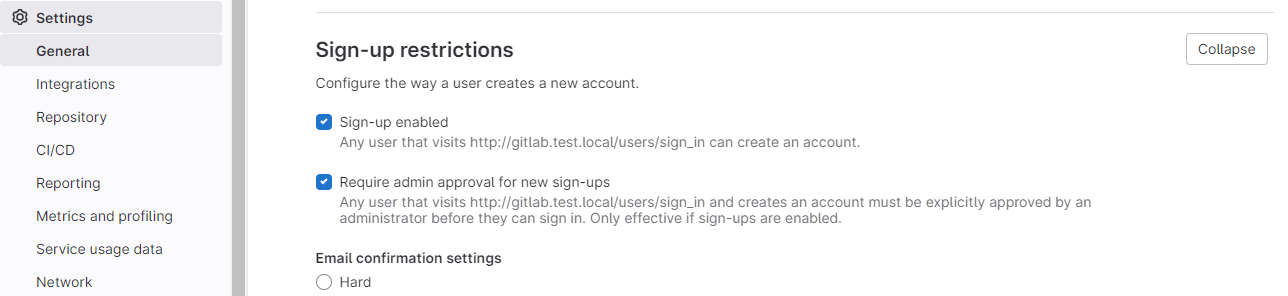 Settings
General
Integrations
Repository
CI/CD
Reporting
Metrics and profiling
Service usage data
Network
Sign-up restrictions
Collapse
Configure the way a user creates a new account.
Sign-up enabled
Any user that visits http://gitlab.test.local/users/sign_in can create an account.
Require admin approval for new sign-ups
Any user that visits http://gitlab.test.local/users/sign_in and creates an account must be explicitly approved by an
administrator before they can sign in. Only effective if sign-ups are enabled.
Email confirmation settings
Hard